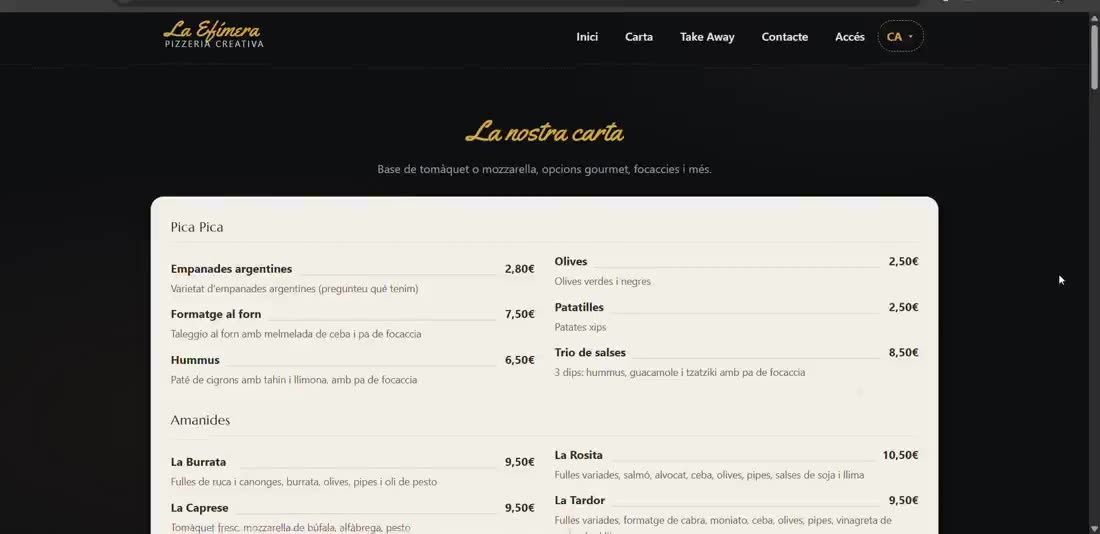 La Efímera
PIZZERÍA CREATIVA
Inici
Carta
Take Away
Contacte
Accés
CA
La nostra carta
Base de tomàquet o mozzarella, opcions gourmet, focaccies i més.
Pica Pica
Empanades argentines 2,80€
Varietat d'empanades argentines (pregunteu què tenim)
Formatge al forn 7,50€
Taleggio al forn amb melmelada de ceba i pa de focaccia
Hummus 6,50€
Paté de cigrons amb tahin i llimona, amb pa de focaccia
Olives 2,50€
Olives verdes i negres
Patatilles 2,50€
Patates xips
Trio de salses 8,50€
3 dips: hummus, guacamole i tzatziki amb pa de focaccia
Amanides
La Burrata 9,50€
Fulles de ruca i canonges, burrata, olives, pipes i oli de pesto
La Caprese 9,50€
Tomàquet fresc, mozzarella de búfala, alfàbrega, pesto
La Rosita 10,50€
Fulles variades, salmó, alvocat, ceba, olives, pipes, salses de soja i llima
La Tardor 9,50€
Fulles variades, formatge de cabra, moniato, ceba, olives, pipes, vinagreta de